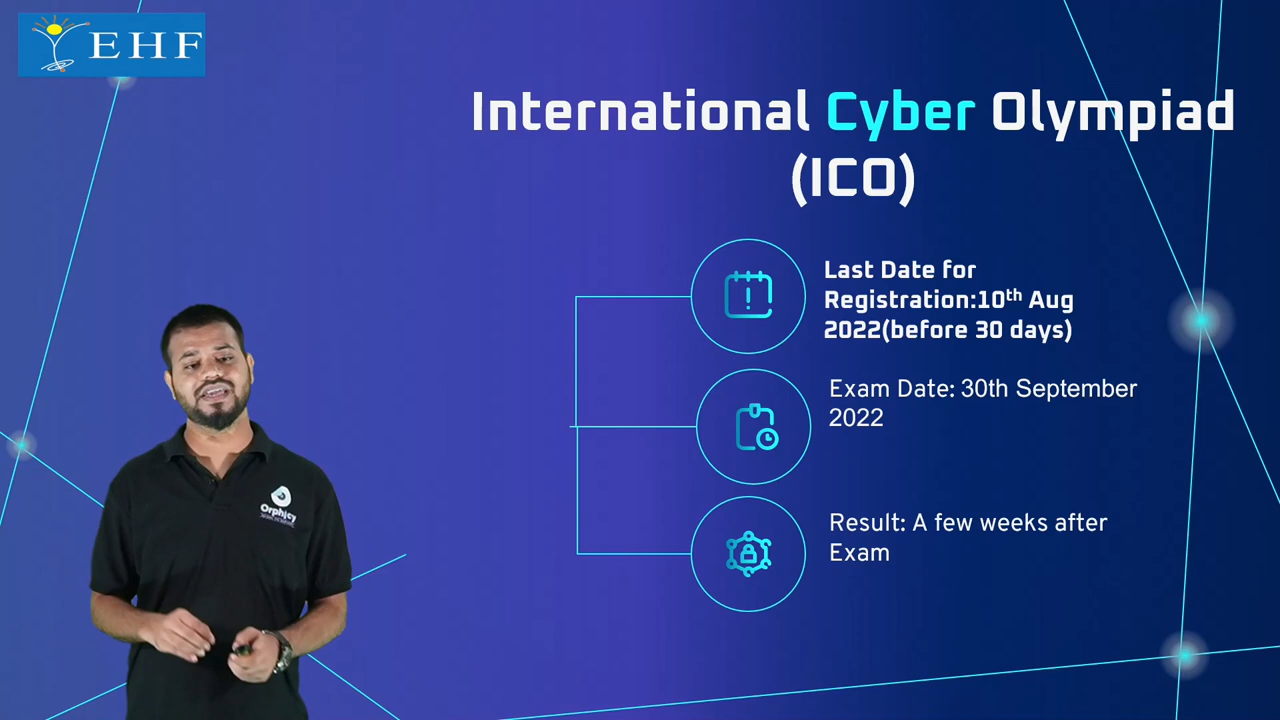 EHF
International Cyber Olympiad
(ICO)
Last Date for
Registration:10th Aug
2022(before 30 days)
Exam Date: 30th September
2022
Result: A few weeks after
Exam
Orphicy